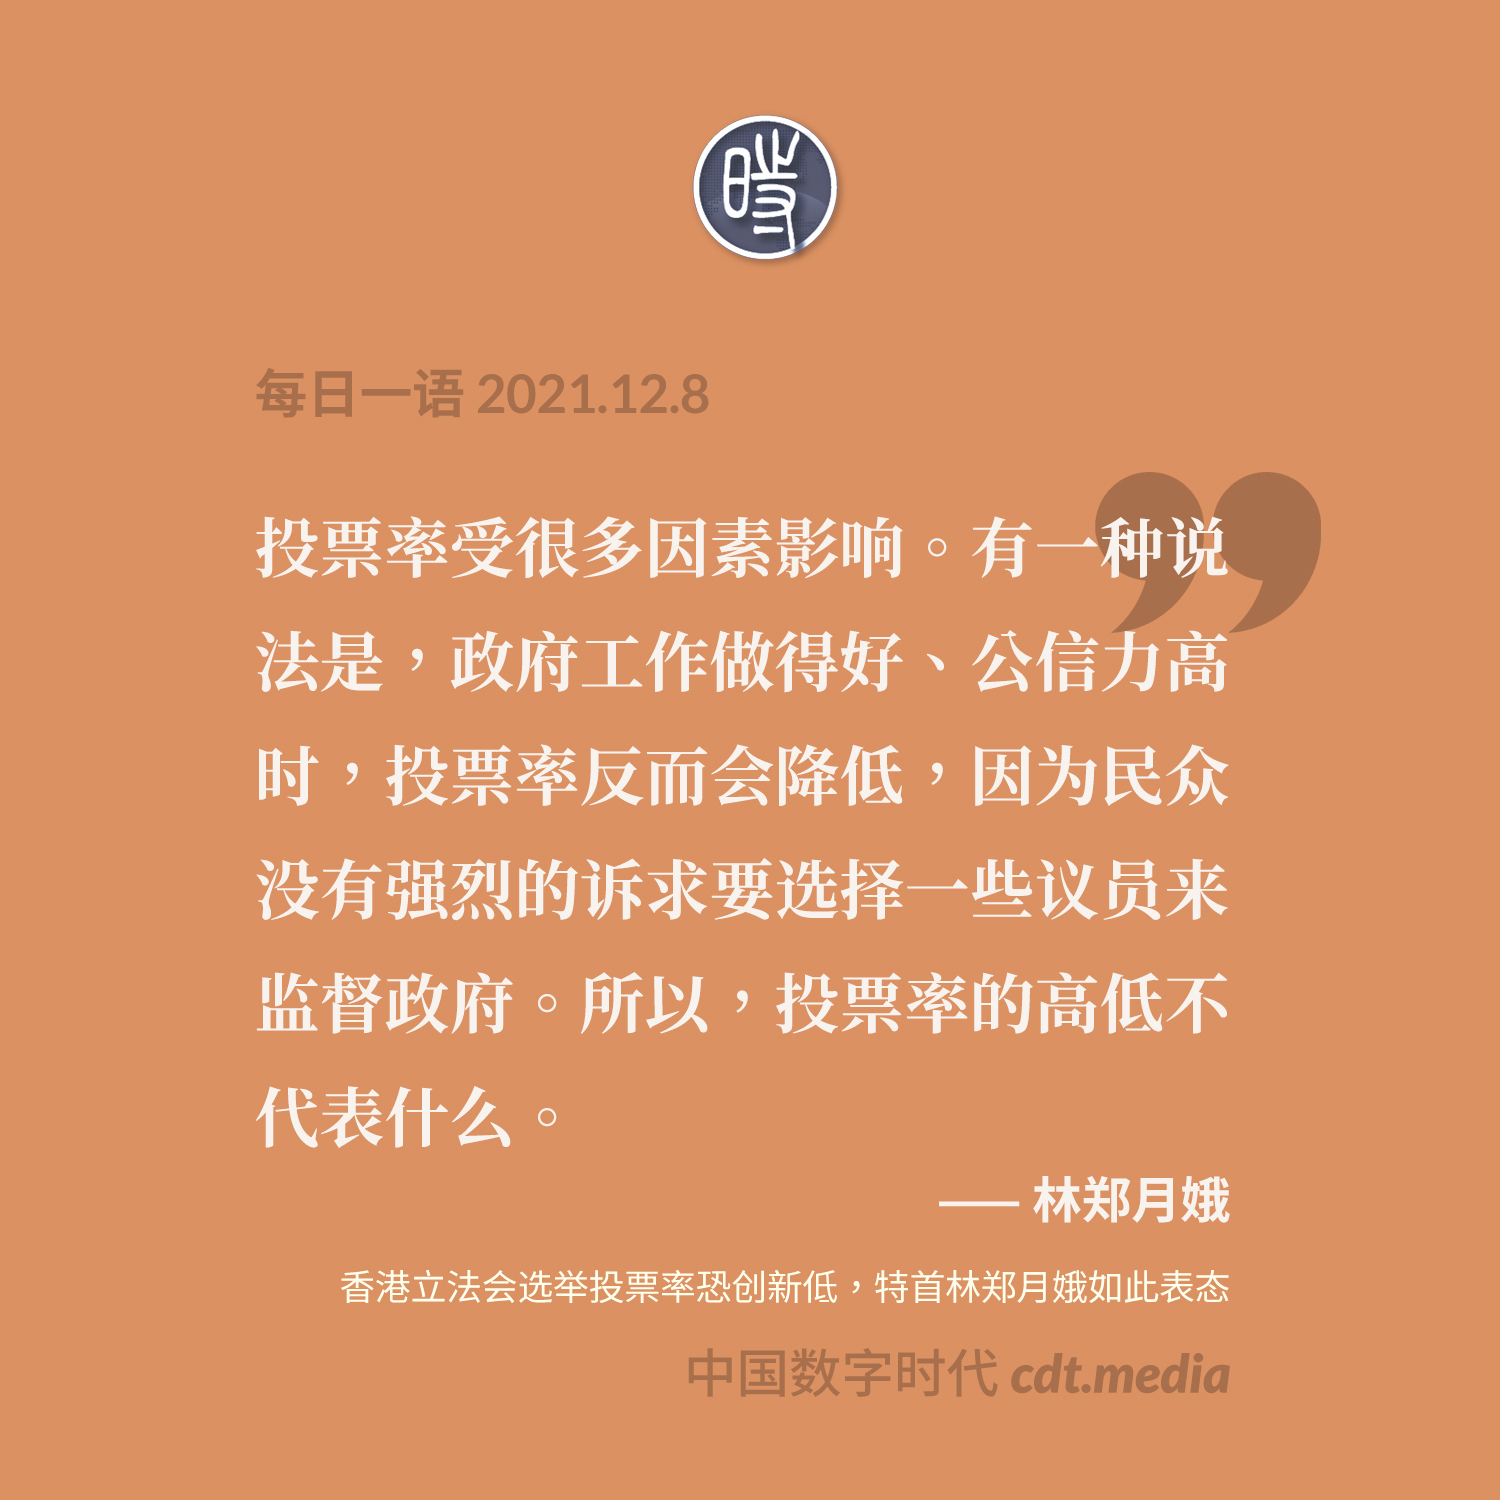 時
每日一语 2021.12.8
投票率受很多因素影响。有一种说
法是，政府工作做得好、公信力高
时，投票率反而会降低，因为民众
没有强烈的诉求要选择一些议员来
监督政府。所以，投票率的高低不
代表什么。
—— 林郑月娥
香港立法会选举投票率恐创新低，特首林郑月娥如此表态
中国数字时代 cdt.media